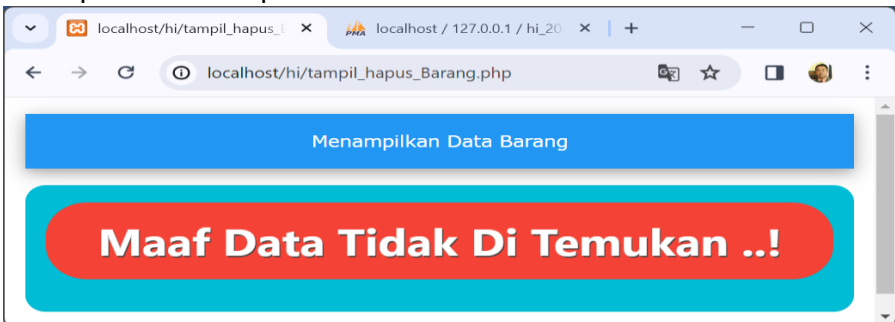 localhost/hi/tampil_hapus_
PMA
localhost / 127.0.0.1 / hi_20
localhost/hi/tampil_hapus_Barang.php
Menampilkan Data Barang
Maaf Data Tidak Di Temukan ..!